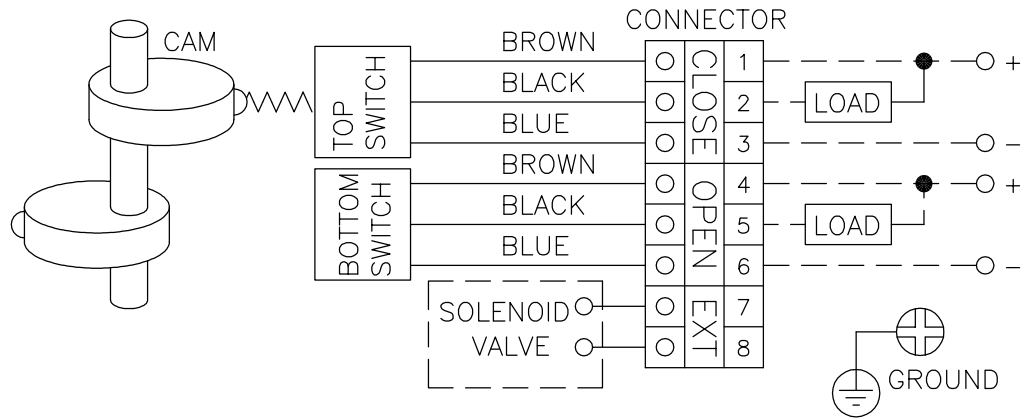 CONNECTOR
CAM
TOP
SWITCH
BROWN
BLACK
BLUE
CLOSE
1
2
3
LOAD
+
–
BOTTOM
SWITCH
BROWN
BLACK
BLUE
OPEN
4
5
6
LOAD
+
–
SOLENOID
VALVE
EXT
7
8
GROUND